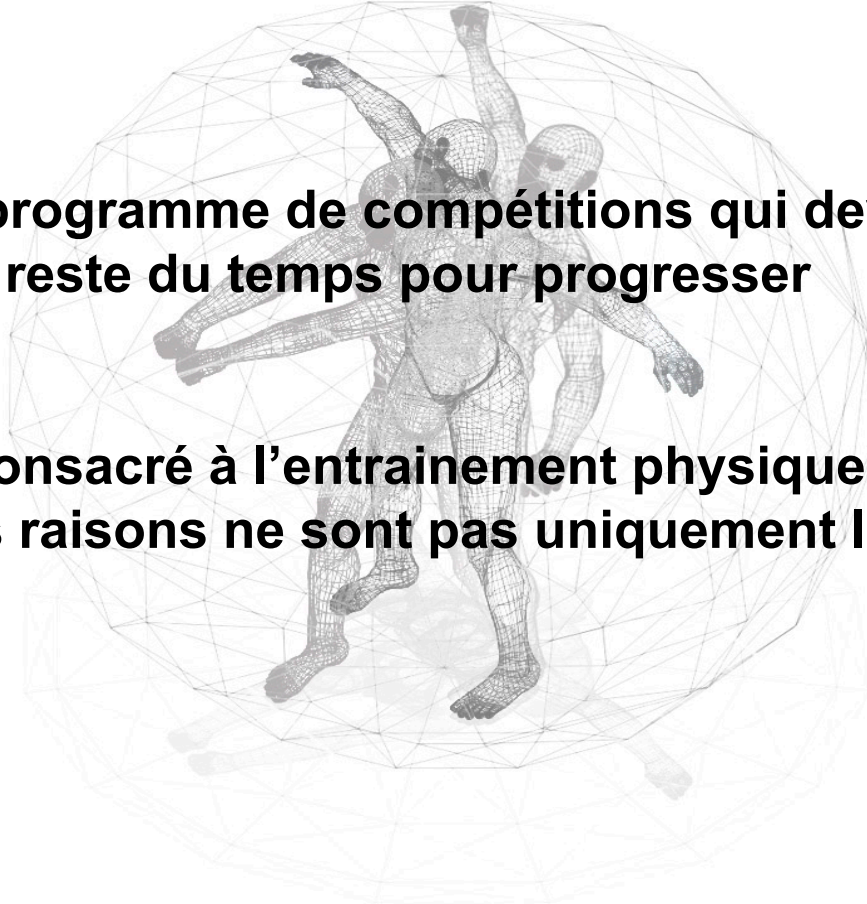 programme de compétitions qui de
reste du temps pour progresser
onsacré à l’entrainement physique
raisons ne sont pas uniquement